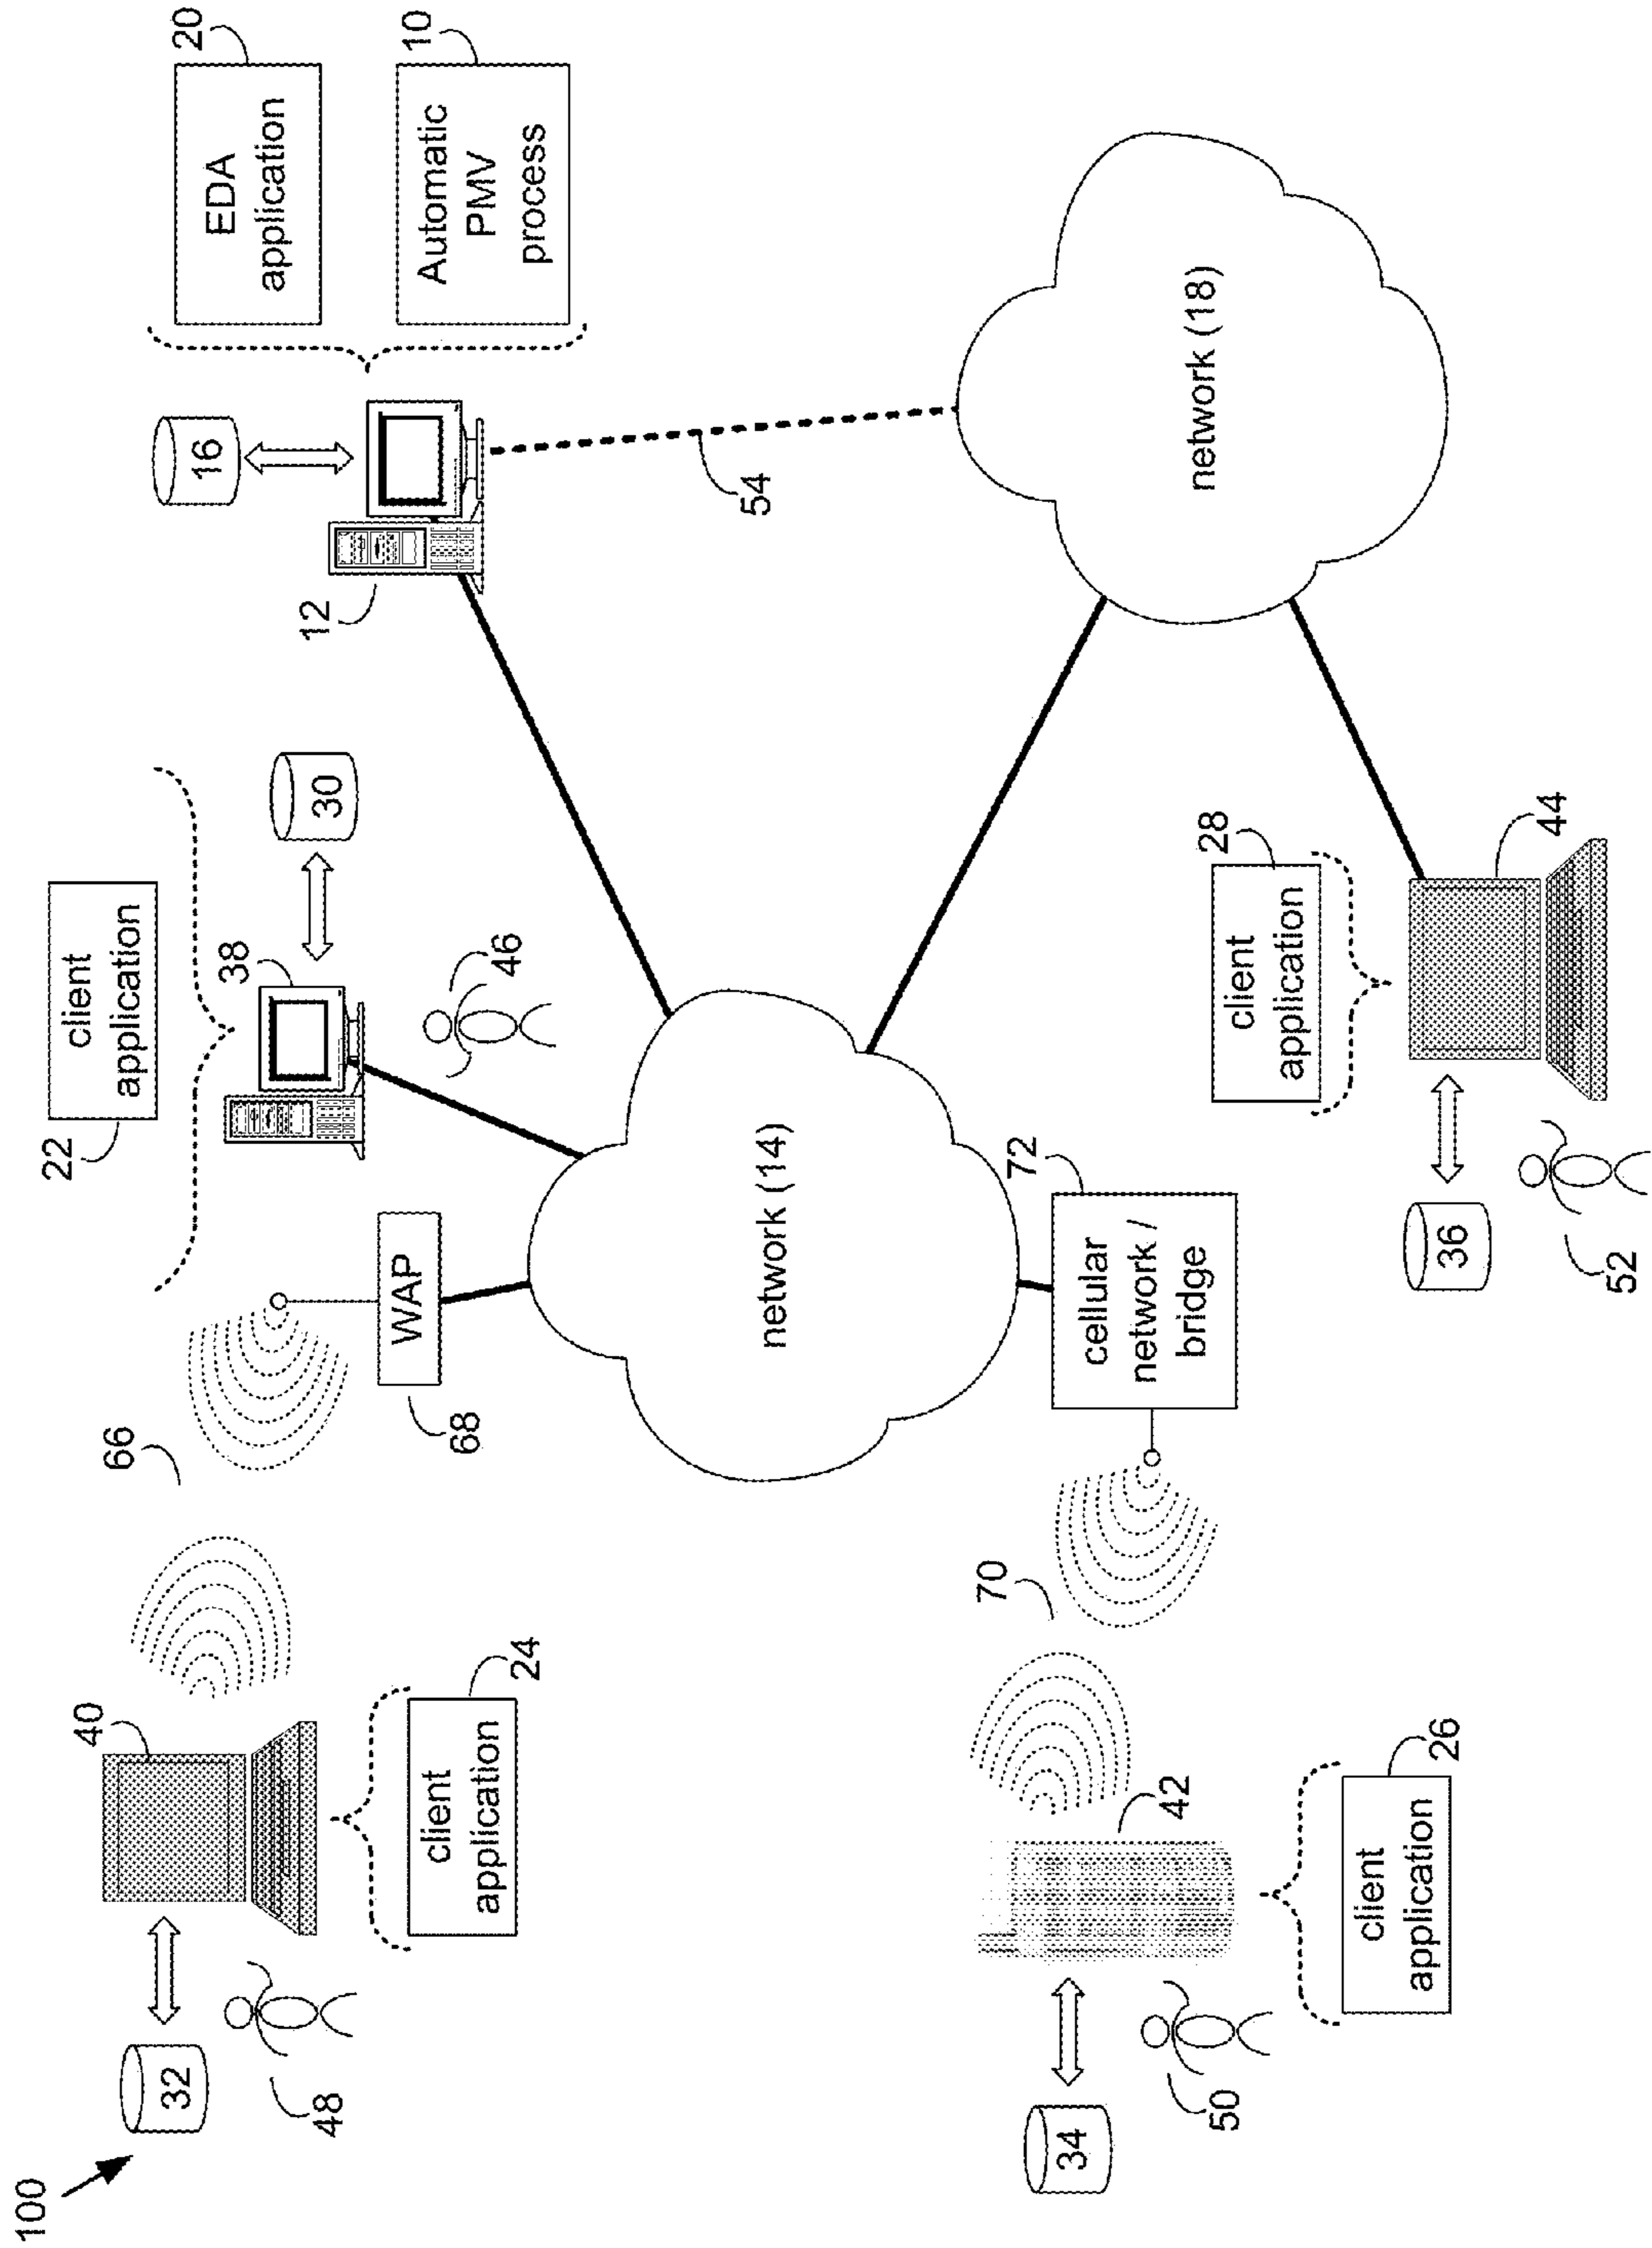 100
32
48
40
client
application
24
66
WAP
68
client
application
22
38
30
46
12
16
EDA
application
20
Automatic
PMV
process
10
54
network (14)
network (18)
34
50
42
client
application
26
70
cellular
network /
bridge
72
client
application
28
44
36
52